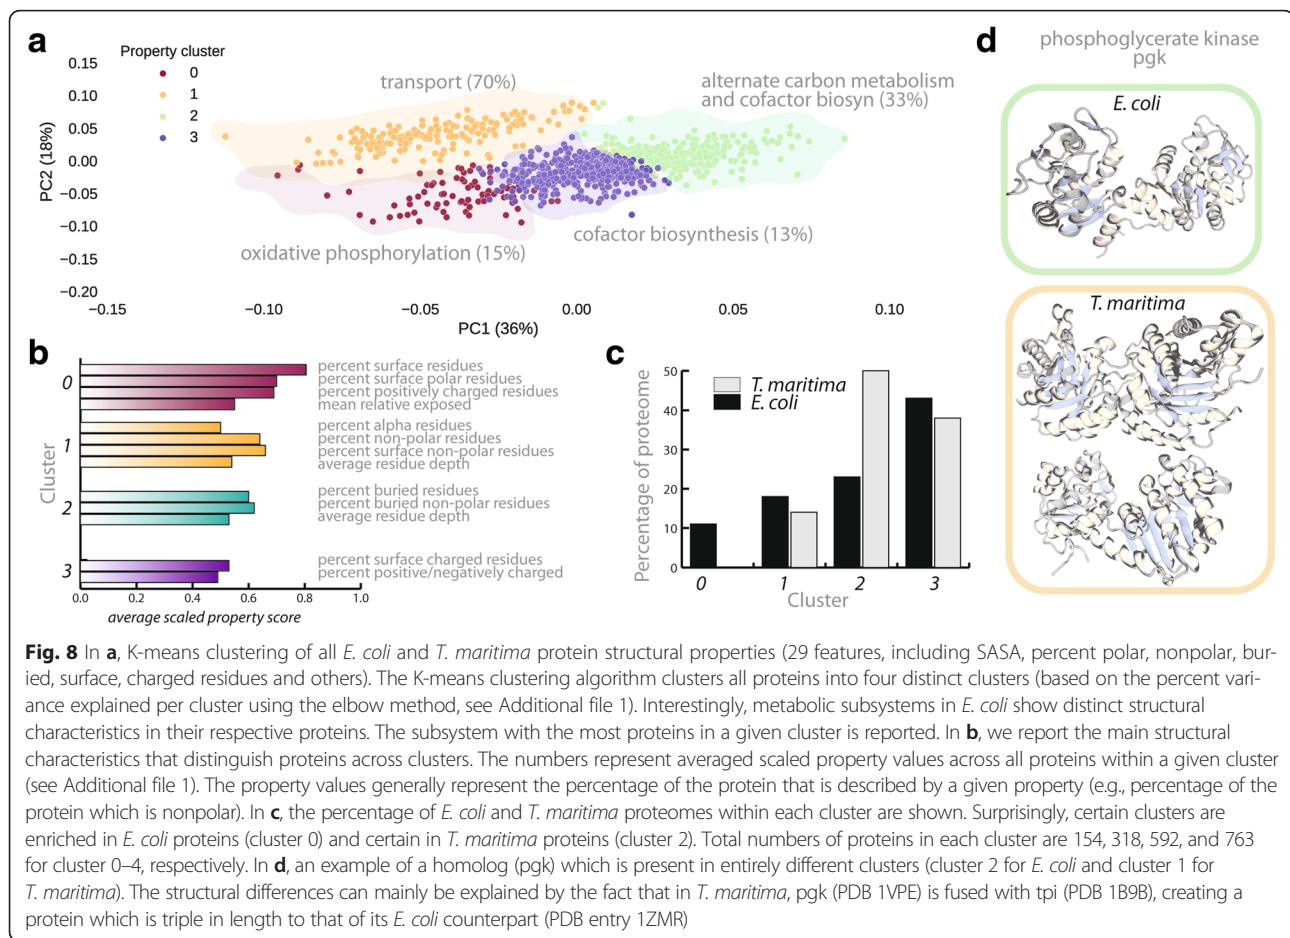 a
Property cluster
0
1
2
3
transport (70%)
alternate carbon metabolism
and cofactor biosyn (33%)
oxidative phosphorylation (15%)
cofactor biosynthesis (13%)
PC2 (18%)
0.15
0.10
0.05
0.00
−0.05
−0.10
−0.15
−0.20
−0.15
−0.10
−0.05
0.00
0.05
0.10
PC1 (36%)
b
Cluster
0
percent surface residues
percent surface polar residues
percent positively charged residues
mean relative exposed
1
percent alpha residues
percent non-polar residues
percent surface non-polar residues
average residue depth
2
percent buried residues
percent buried non-polar residues
average residue depth
3
percent surface charged residues
percent positive/negatively charged
0.0
0.2
0.4
0.6
0.8
1.0
average scaled property score
c
Percentage of proteome
50
40
30
20
10
0
T. maritima
E. coli
0
1
2
3
Cluster
d
phosphoglycerate kinase
pgk
E. coli
T. maritima
Fig. 8 In a, K-means clustering of all E. coli and T. maritima protein structural properties (29 features, including SASA, percent polar, nonpolar, bur-
ied, surface, charged residues and others). The K-means clustering algorithm clusters all proteins into four distinct clusters (based on the percent vari-
ance explained per cluster using the elbow method, see Additional file 1). Interestingly, metabolic subsystems in E. coli show distinct structural
characteristics in their respective proteins. The subsystem with the most proteins in a given cluster is reported. In b, we report the main structural
characteristics that distinguish proteins across clusters. The numbers represent averaged scaled property values across all proteins within a given cluster
(see Additional file 1). The property values generally represent the percentage of the protein that is described by a given property (e.g., percentage of the
protein which is nonpolar). In c, the percentage of E. coli and T. maritima proteomes within each cluster are shown. Surprisingly, certain clusters are
enriched in E. coli proteins (cluster 0) and certain in T. maritima proteins (cluster 2). Total numbers of proteins in each cluster are 154, 318, 592, and 763
for cluster 0–4, respectively. In d, an example of a homolog (pgk) which is present in entirely different clusters (cluster 2 for E. coli and cluster 1 for
T. maritima). The structural differences can mainly be explained by the fact that in T. maritima, pgk (PDB 1VPE) is fused with tpi (PDB 1B9B), creating a
protein which is triple in length to that of its E. coli counterpart (PDB entry 1ZMR)